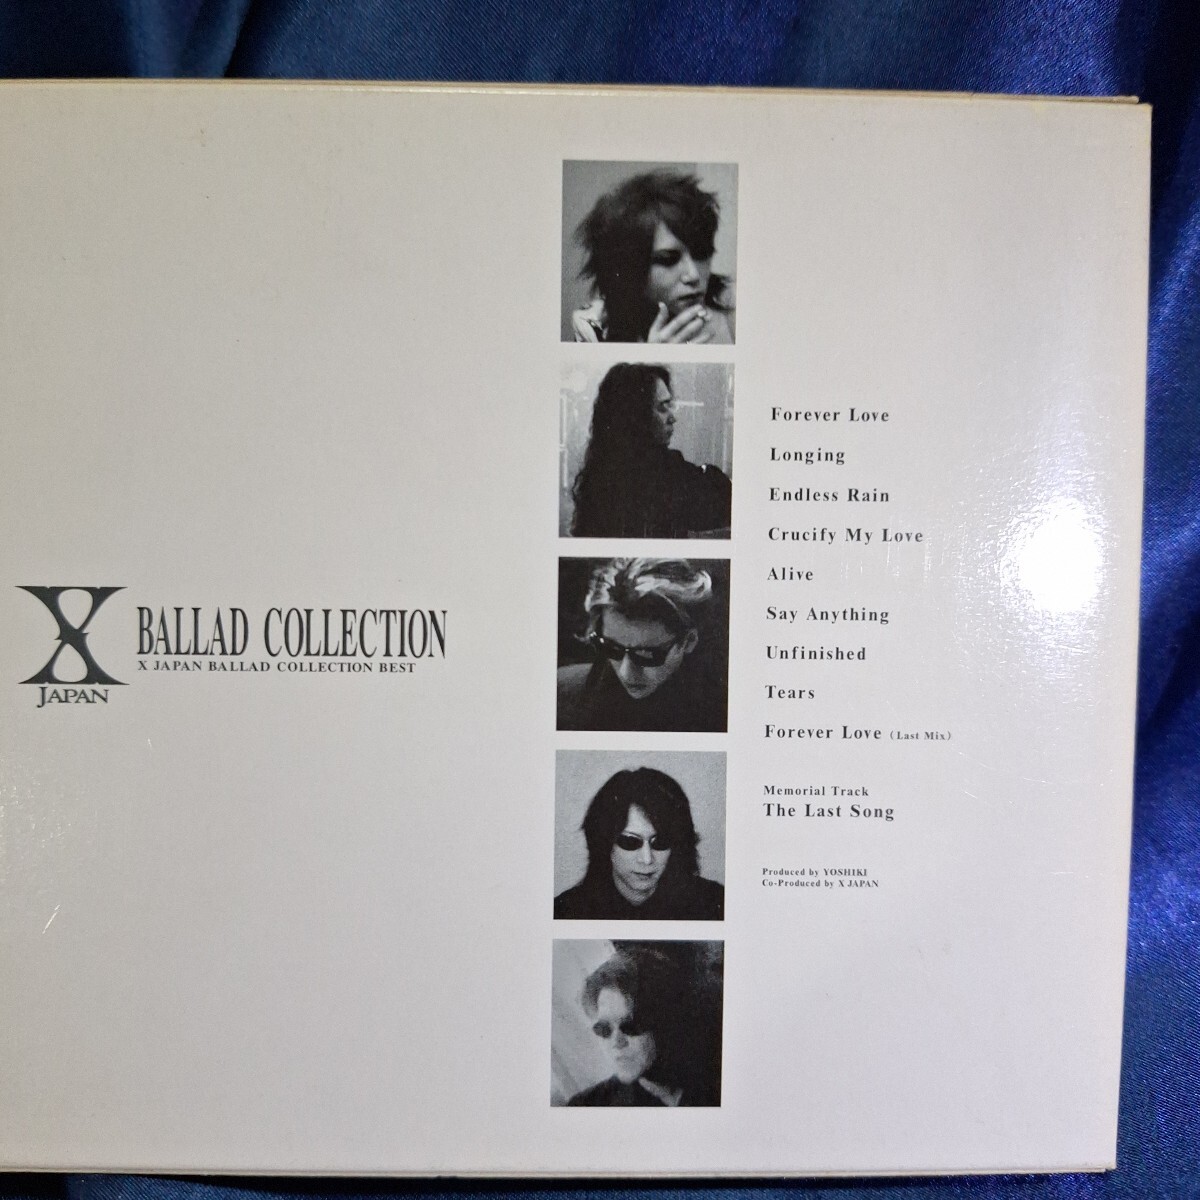 X
JAPAN
BALLAD COLLECTION
X JAPAN BALLAD COLLECTION BEST
Forever Love
Longing
Endless Rain
Crucify My Love
Alive
Say Anything
Unfinished
Tears
Forever Love (Last Mix)
Memorial Track
The Last Song
Produced by YOSHIKI
Co-Produced by X JAPAN